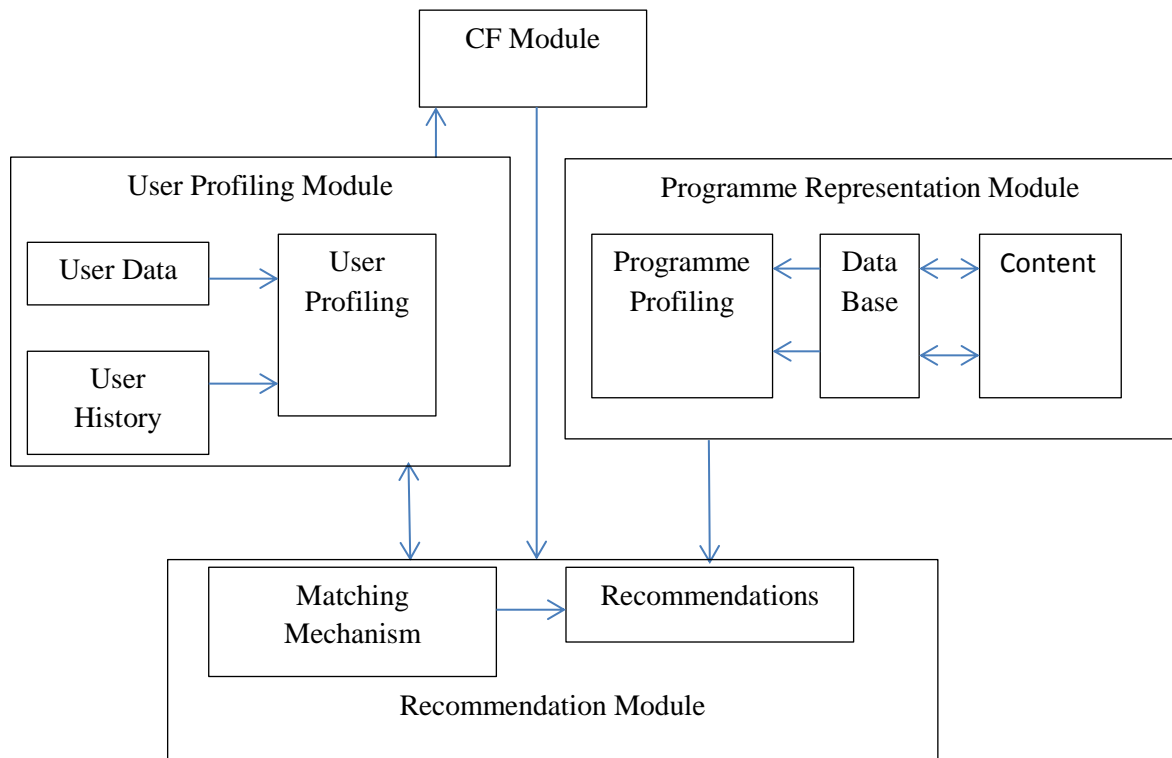 CF Module
User Profiling Module
User Data
User
History
User
Profiling
Programme Representation Module
Programme
Profiling
Data
Base
Content
Matching
Mechanism
Recommendations
Recommendation Module